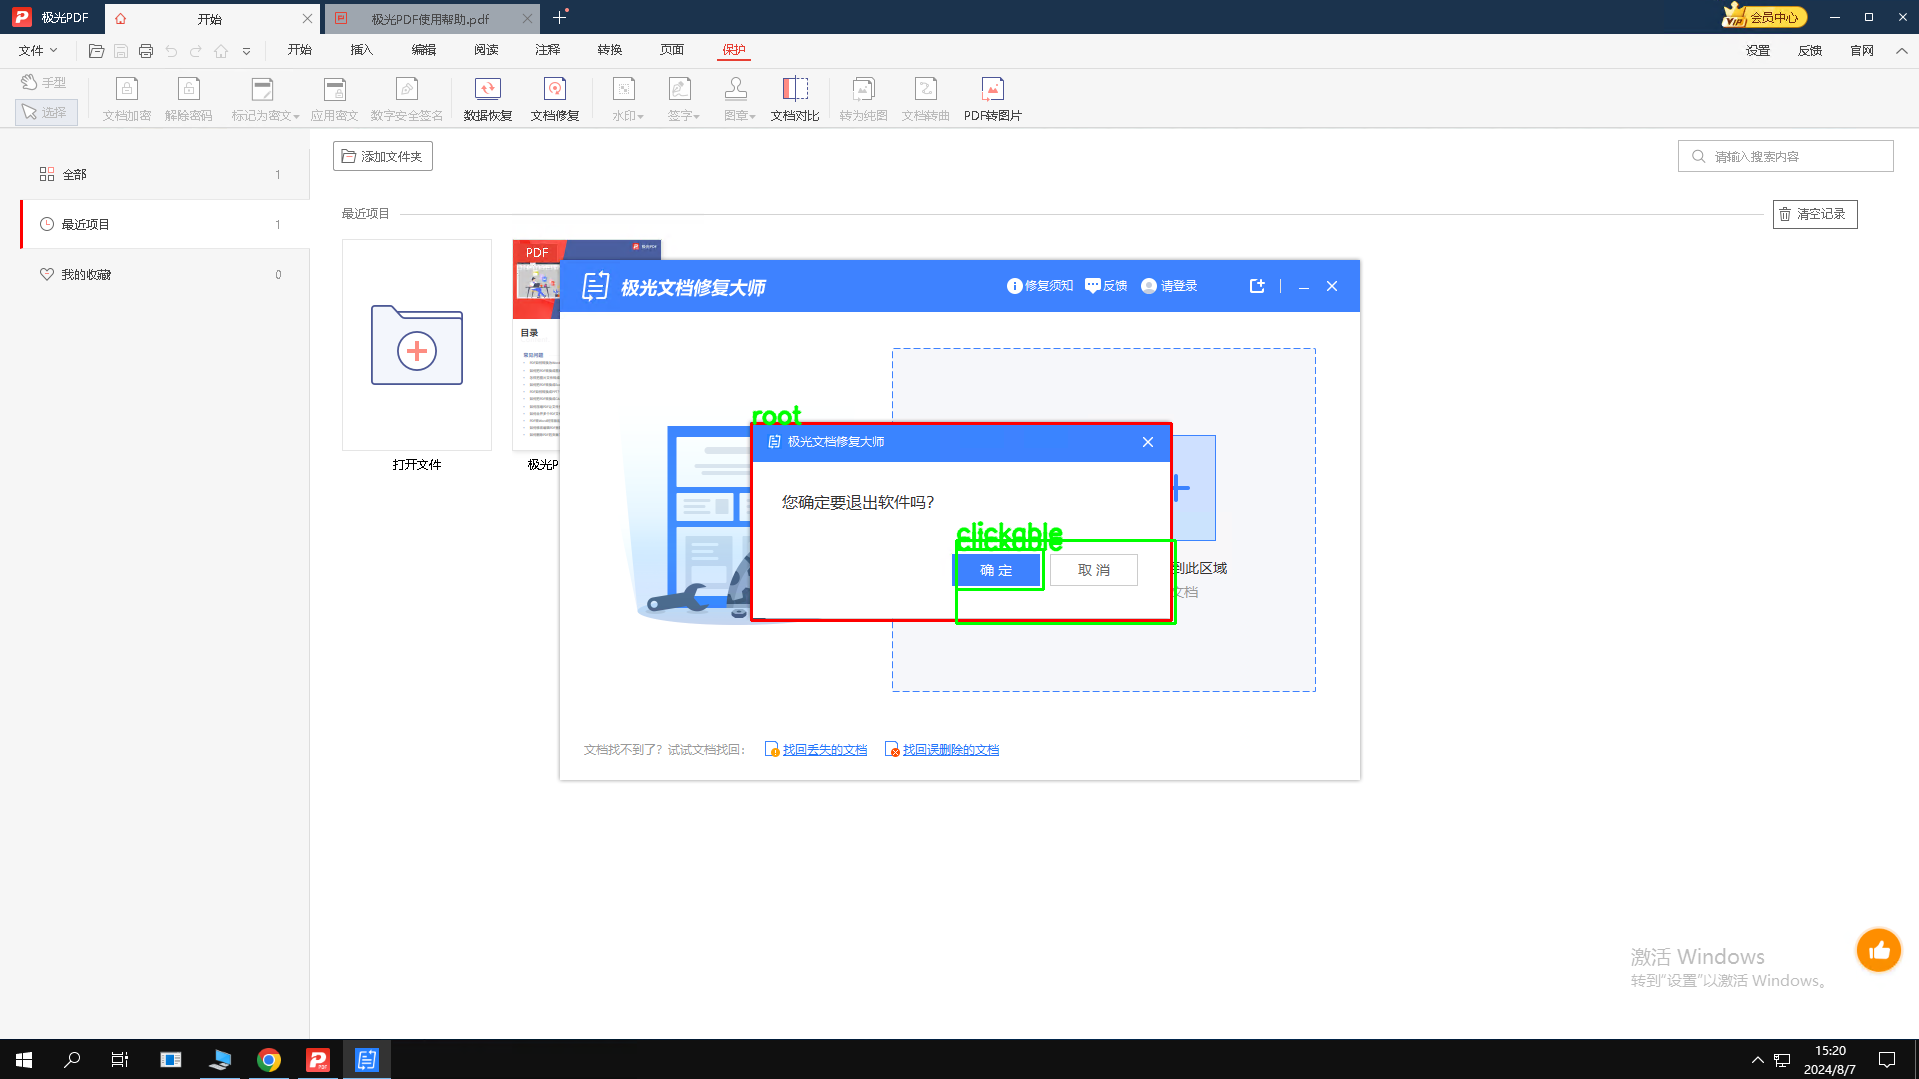 极光PDF
开始
极光PDF使用帮助.pdf
VIP 会员中心
文件
开始 插入 编辑 阅读 注释 转换 页面 保护
设置 反馈 官网
手型
选择
文档加密 解除密码 标记为密文 应用密文 数字安全签名 数据恢复 文档修复 水印 签字 图章 文档对比 转为纯图 文档转曲 PDF转图片
添加文件夹
请输入搜索内容
全部 1
最近项目 1
我的收藏 0
最近项目
清空记录
PDF
目录
常见问题
打开文件
极光P
极光文档修复大师
修复须知 反馈 请登录
root
极光文档修复大师
您确定要退出软件吗?
clickable
clickable
确 定
取 消
到此区域
文档
文档找不到了? 试试文档找回:
找回丢失的文档
找回误删除的文档
激活 Windows
转到“设置”以激活 Windows。
15:20
2024/8/7